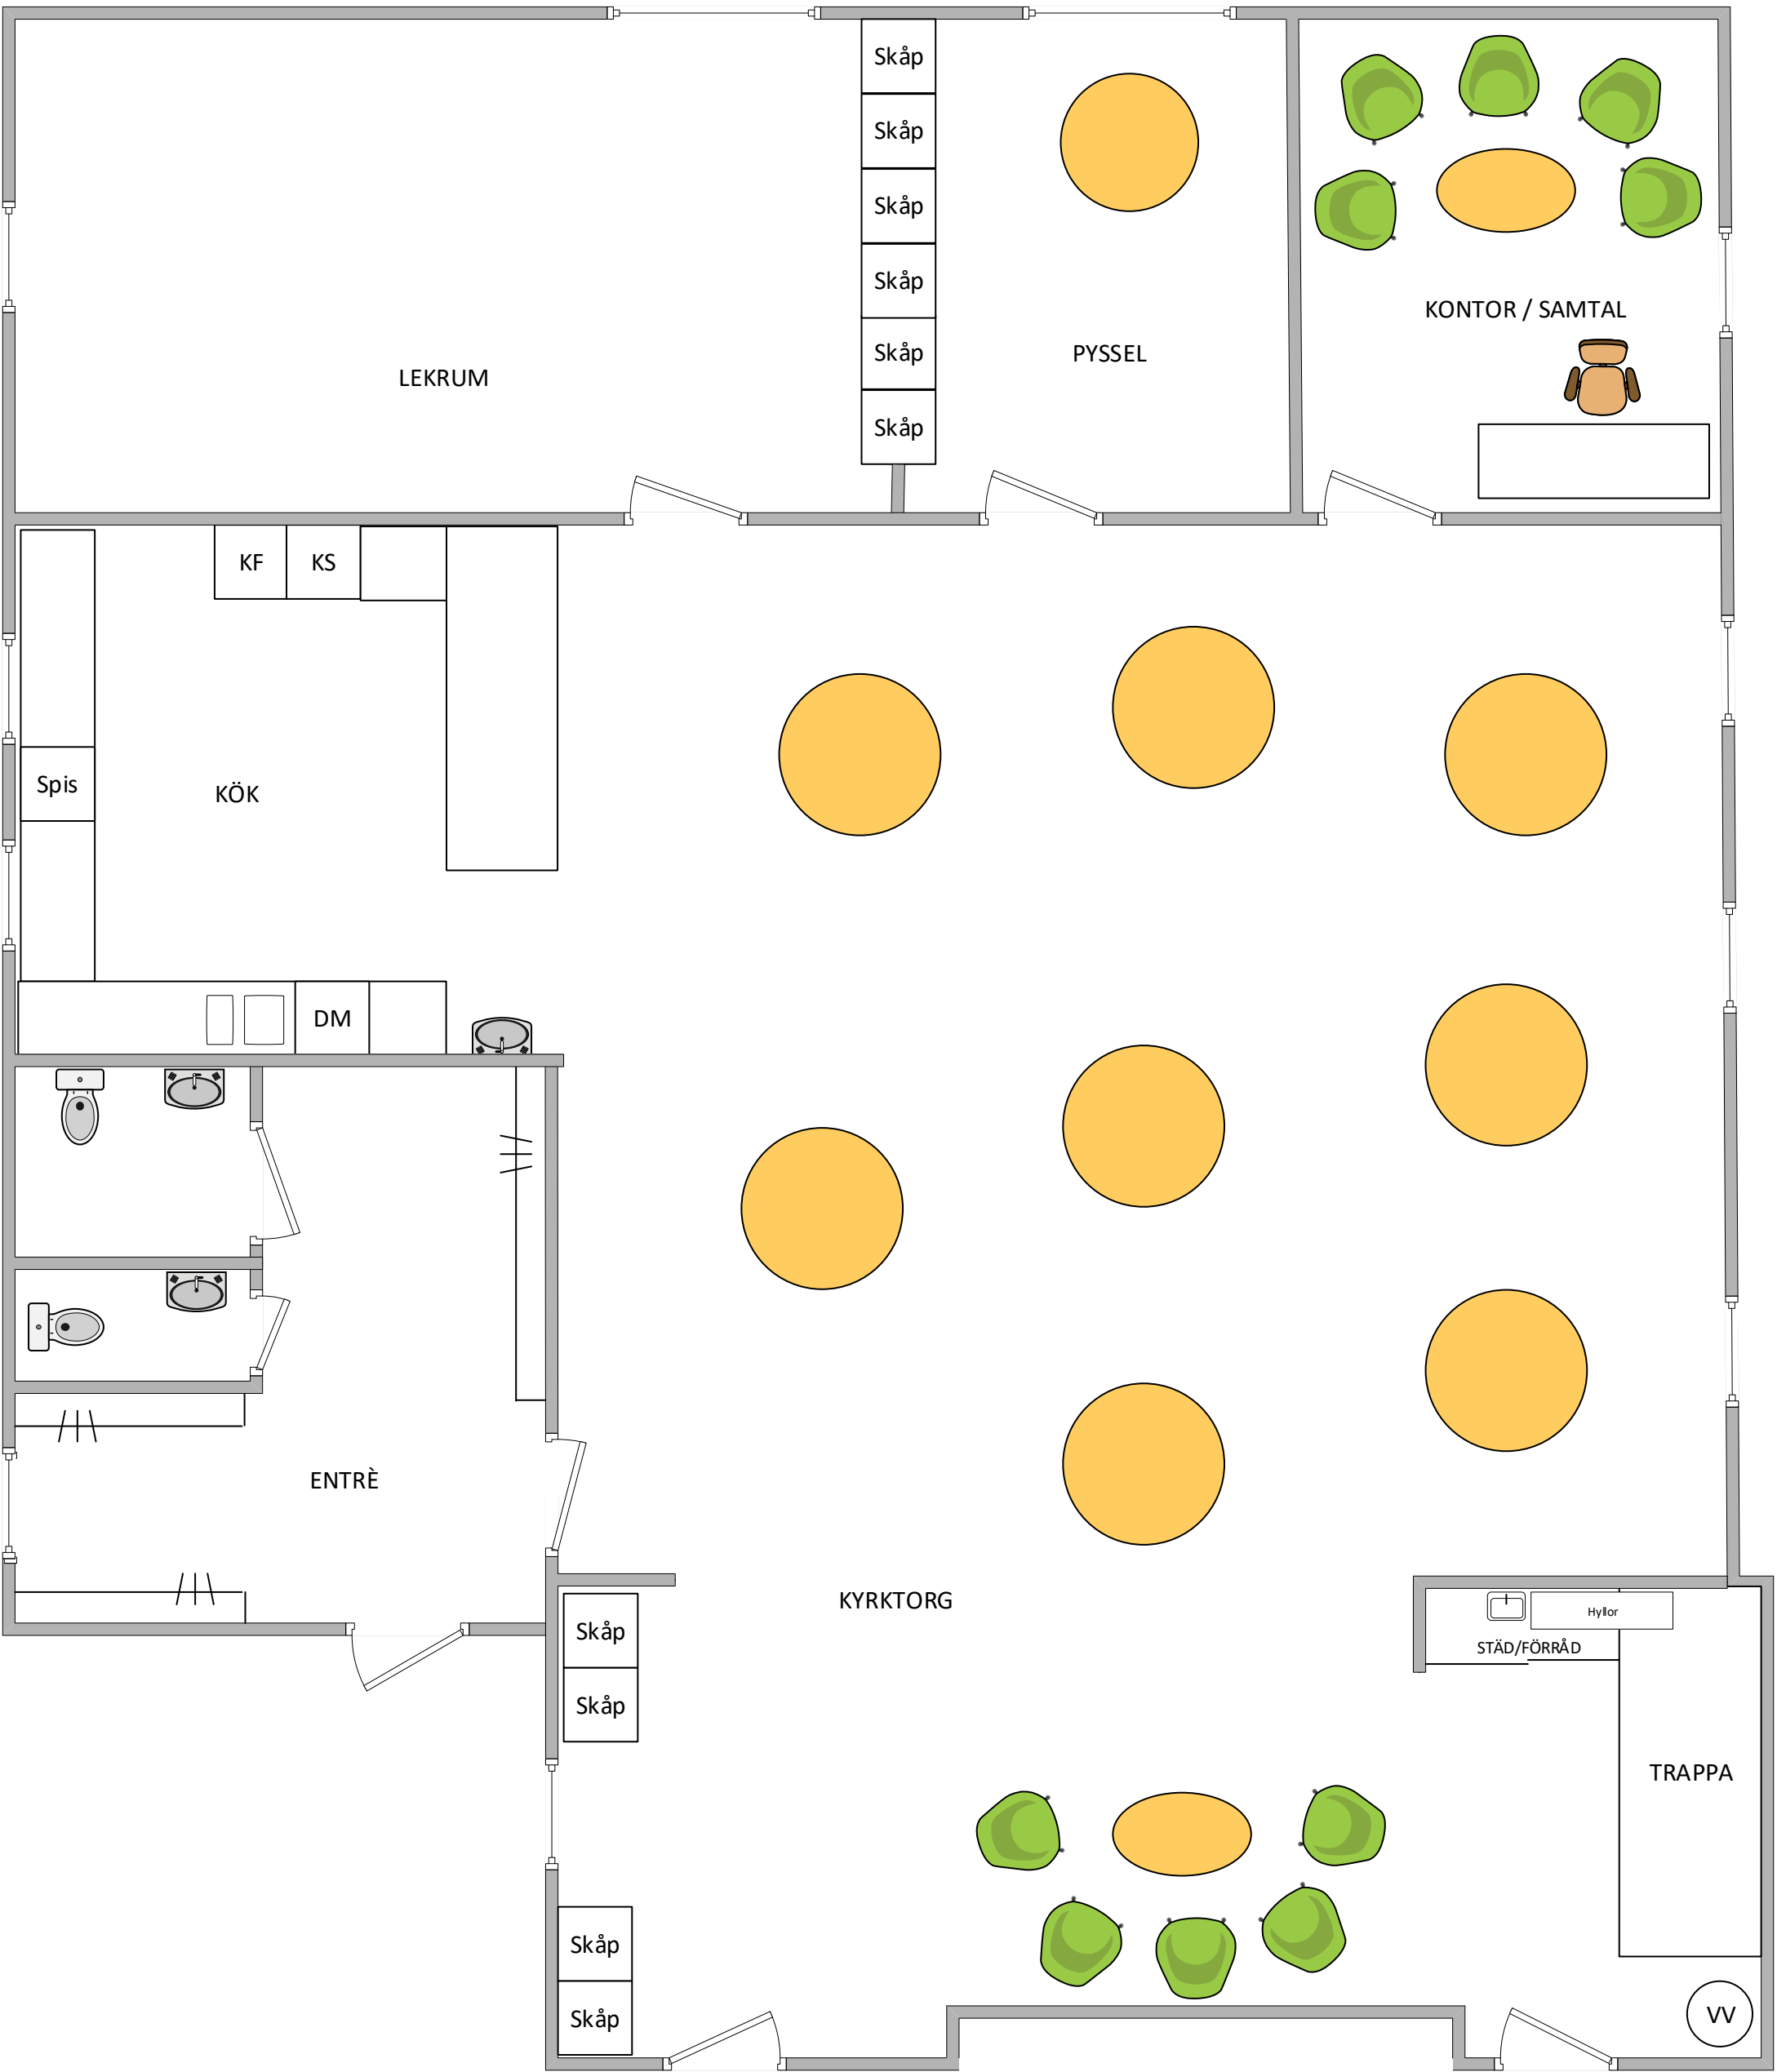 Skåp
Skåp
Skåp
Skåp
Skåp
Skåp
LEKRUM
PYSSEL
KONTOR / SAMTAL
KF
KS
Spis
KÖK
DM
ENTRÈ
KYRKTORG
Skåp
Skåp
Hyllor
STÄD/FÖRRÅD
TRAPPA
Skåp
Skåp
VV